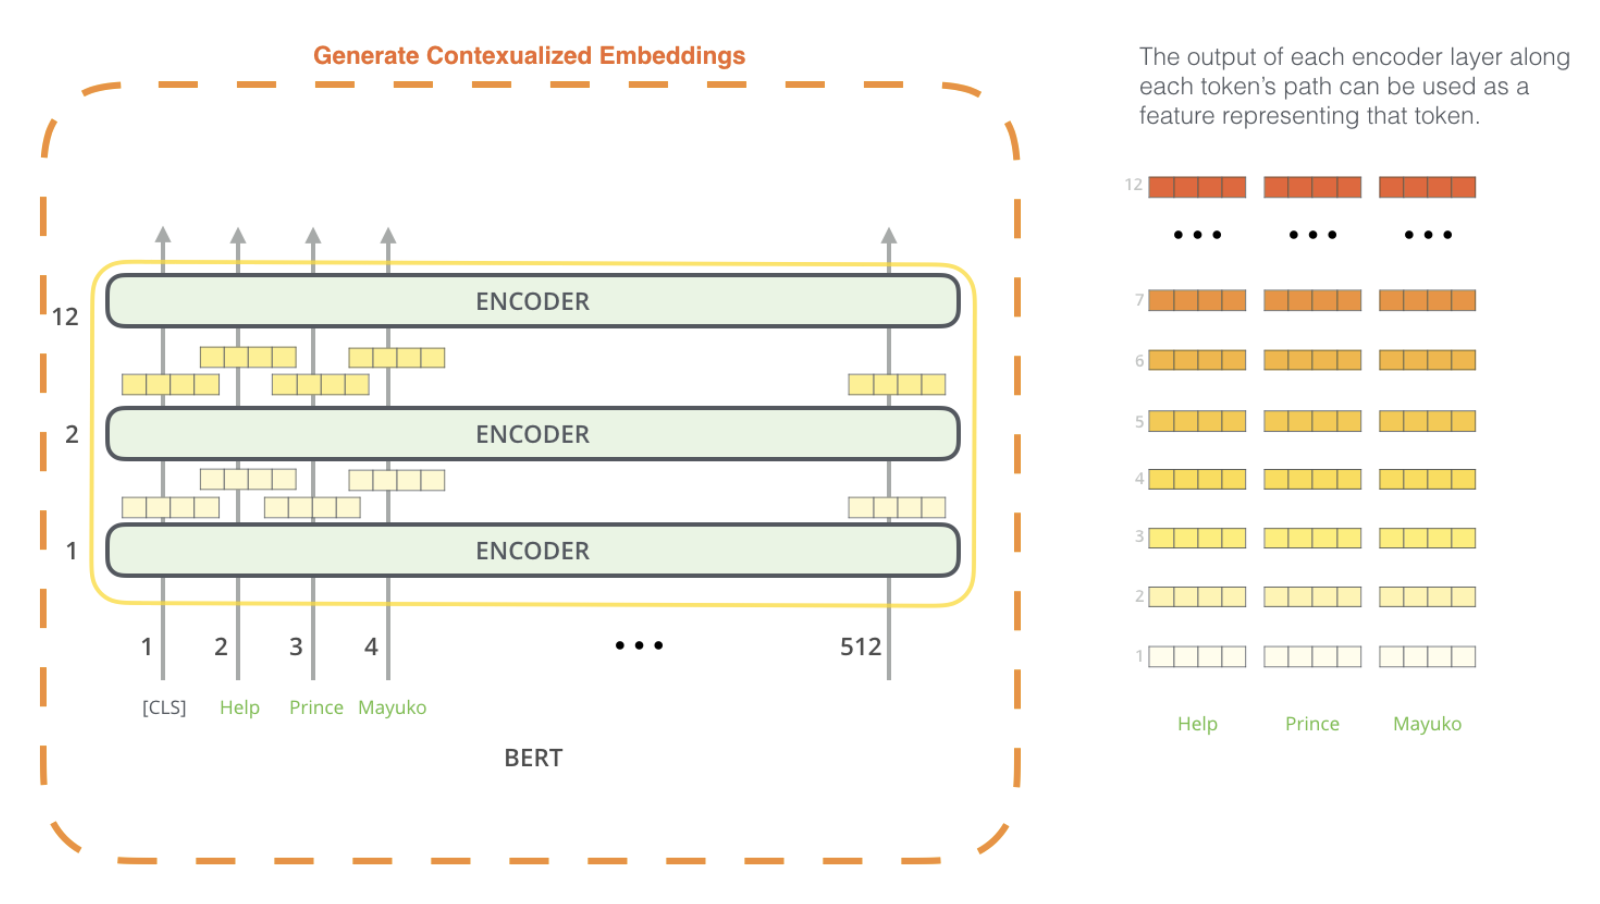 Generate Contexualized Embeddings
12
ENCODER
2
ENCODER
1
ENCODER
1 2 3 4 ••• 512
[CLS] Help Prince Mayuko
BERT
The output of each encoder layer along
each token’s path can be used as a
feature representing that token.
12
••• ••• •••
7
6
5
4
3
2
1
Help Prince Mayuko